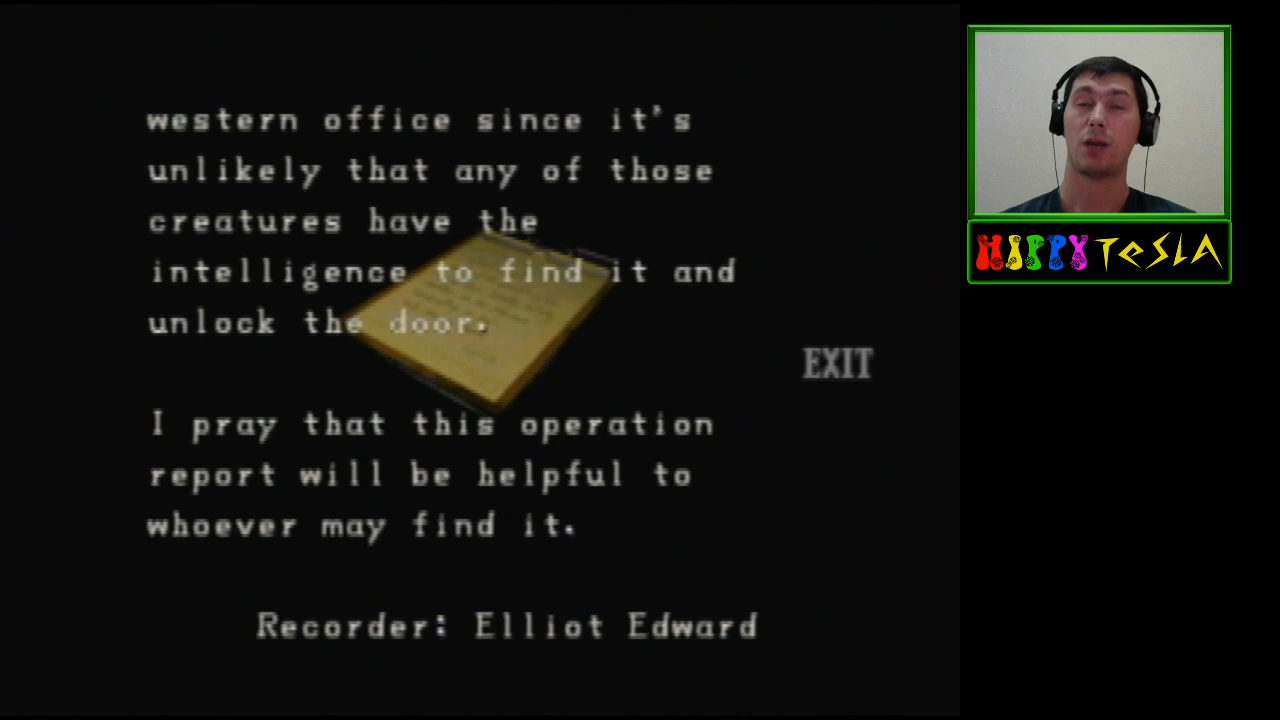 western office since it's
unlikely that any of those
creatures have the
intelligence to find it and
unlock the door.
EXIT
I pray that this operation
report will be helpful to
whoever may find it.
Recorder: Elliot Edward
HIPPY TESLA